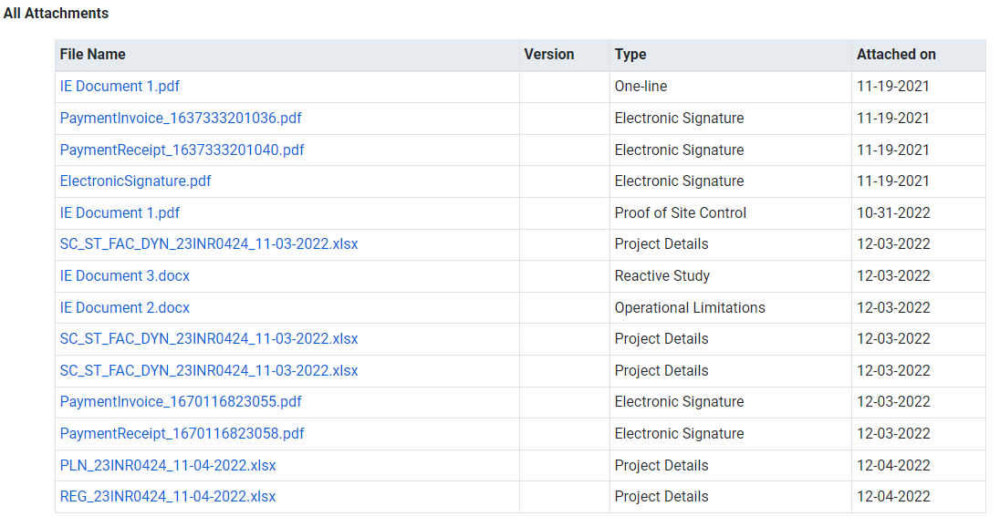 All Attachments
File Name Version Type Attached on
IE Document 1.pdf One-line 11-19-2021
PaymentInvoice_1637333201036.pdf Electronic Signature 11-19-2021
PaymentReceipt_1637333201040.pdf Electronic Signature 11-19-2021
ElectronicSignature.pdf Electronic Signature 11-19-2021
IE Document 1.pdf Proof of Site Control 10-31-2022
SC_ST_FAC_DYN_23INR0424_11-03-2022.xlsx Project Details 12-03-2022
IE Document 3.docx Reactive Study 12-03-2022
IE Document 2.docx Operational Limitations 12-03-2022
SC_ST_FAC_DYN_23INR0424_11-03-2022.xlsx Project Details 12-03-2022
SC_ST_FAC_DYN_23INR0424_11-03-2022.xlsx Project Details 12-03-2022
PaymentInvoice_1670116823055.pdf Electronic Signature 12-03-2022
PaymentReceipt_1670116823058.pdf Electronic Signature 12-03-2022
PLN_23INR0424_11-04-2022.xlsx Project Details 12-04-2022
REG_23INR0424_11-04-2022.xlsx Project Details 12-04-2022